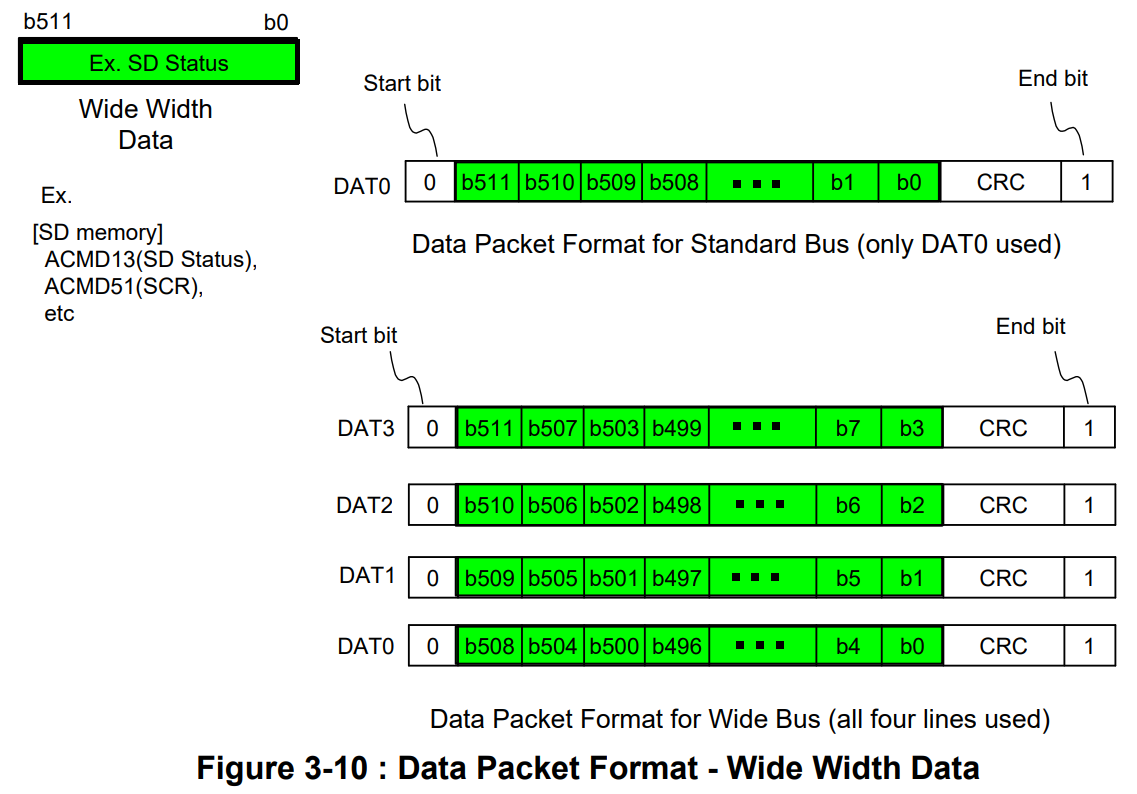 b511 b0
Ex. SD Status
Wide Width
Data
Ex.
[SD memory]
ACMD13(SD Status),
ACMD51(SCR),
etc
Start bit
End bit
DAT0 0 b511 b510 b509 b508 ▪ ▪ ▪ b1 b0 CRC 1
Data Packet Format for Standard Bus (only DAT0 used)
Start bit
End bit
DAT3 0 b511 b507 b503 b499 ▪ ▪ ▪ b7 b3 CRC 1
DAT2 0 b510 b506 b502 b498 ▪ ▪ ▪ b6 b2 CRC 1
DAT1 0 b509 b505 b501 b497 ▪ ▪ ▪ b5 b1 CRC 1
DAT0 0 b508 b504 b500 b496 ▪ ▪ ▪ b4 b0 CRC 1
Data Packet Format for Wide Bus (all four lines used)
Figure 3-10 : Data Packet Format - Wide Width Data